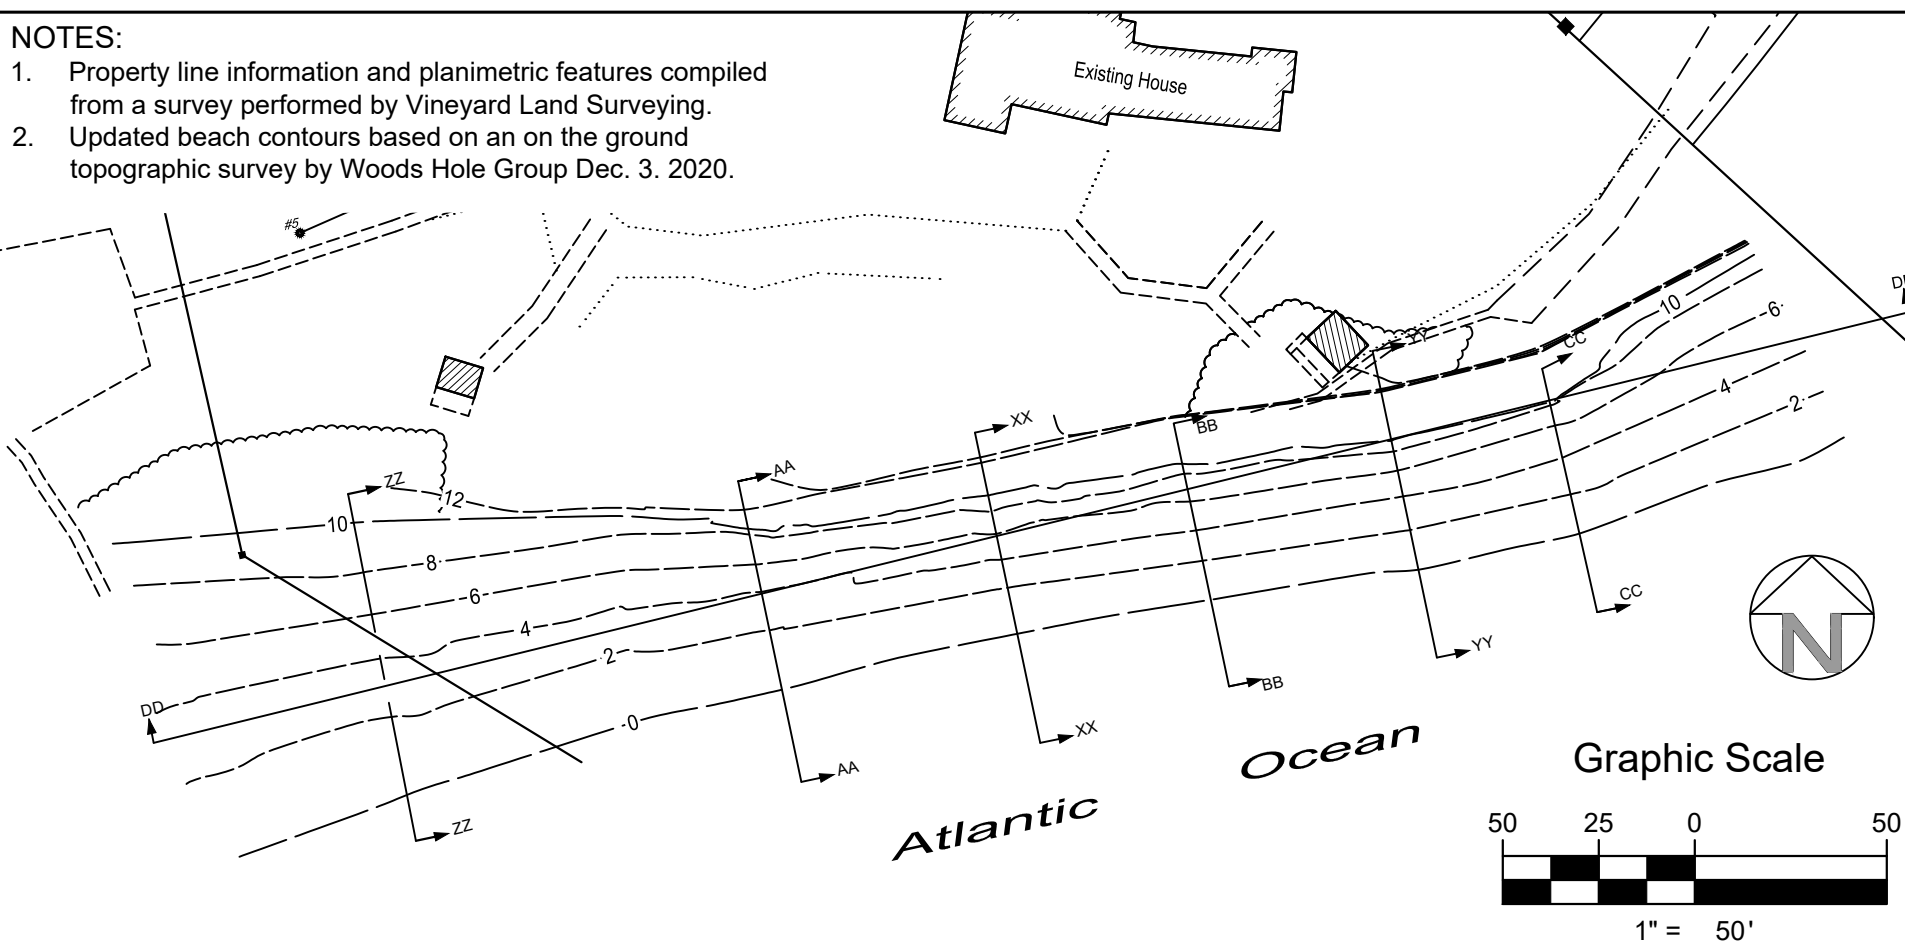 NOTES:
1. Property line information and planimetric features compiled
from a survey performed by Vineyard Land Surveying.
2. Updated beach contours based on an on the ground
topographic survey by Woods Hole Group Dec. 3. 2020.
Existing House
#5
DD
10
6
YY
CC
4
2
XX
BB
AA
ZZ
12
10
8
6
4
2
0
DD
CC
YY
BB
XX
AA
ZZ
N
Atlantic Ocean
Graphic Scale
50 25 0 50
1" = 50'